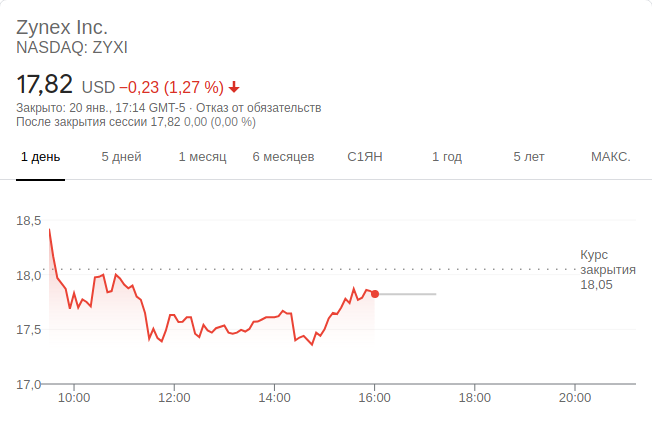 Zynex Inc.
NASDAQ: ZYXI
17,82 USD −0,23 (1,27 %)
Закрыто: 20 янв., 17:14 GMT-5 · Отказ от обязательств
После закрытия сессии 17,82 0,00 (0,00 %)
1 день 5 дней 1 месяц 6 месяцев С1ЯН 1 год 5 лет МАКС.
18,5
Курс
18,0 закрытия
18,05
17,5
17,0
10:00 12:00 14:00 16:00 18:00 20:00